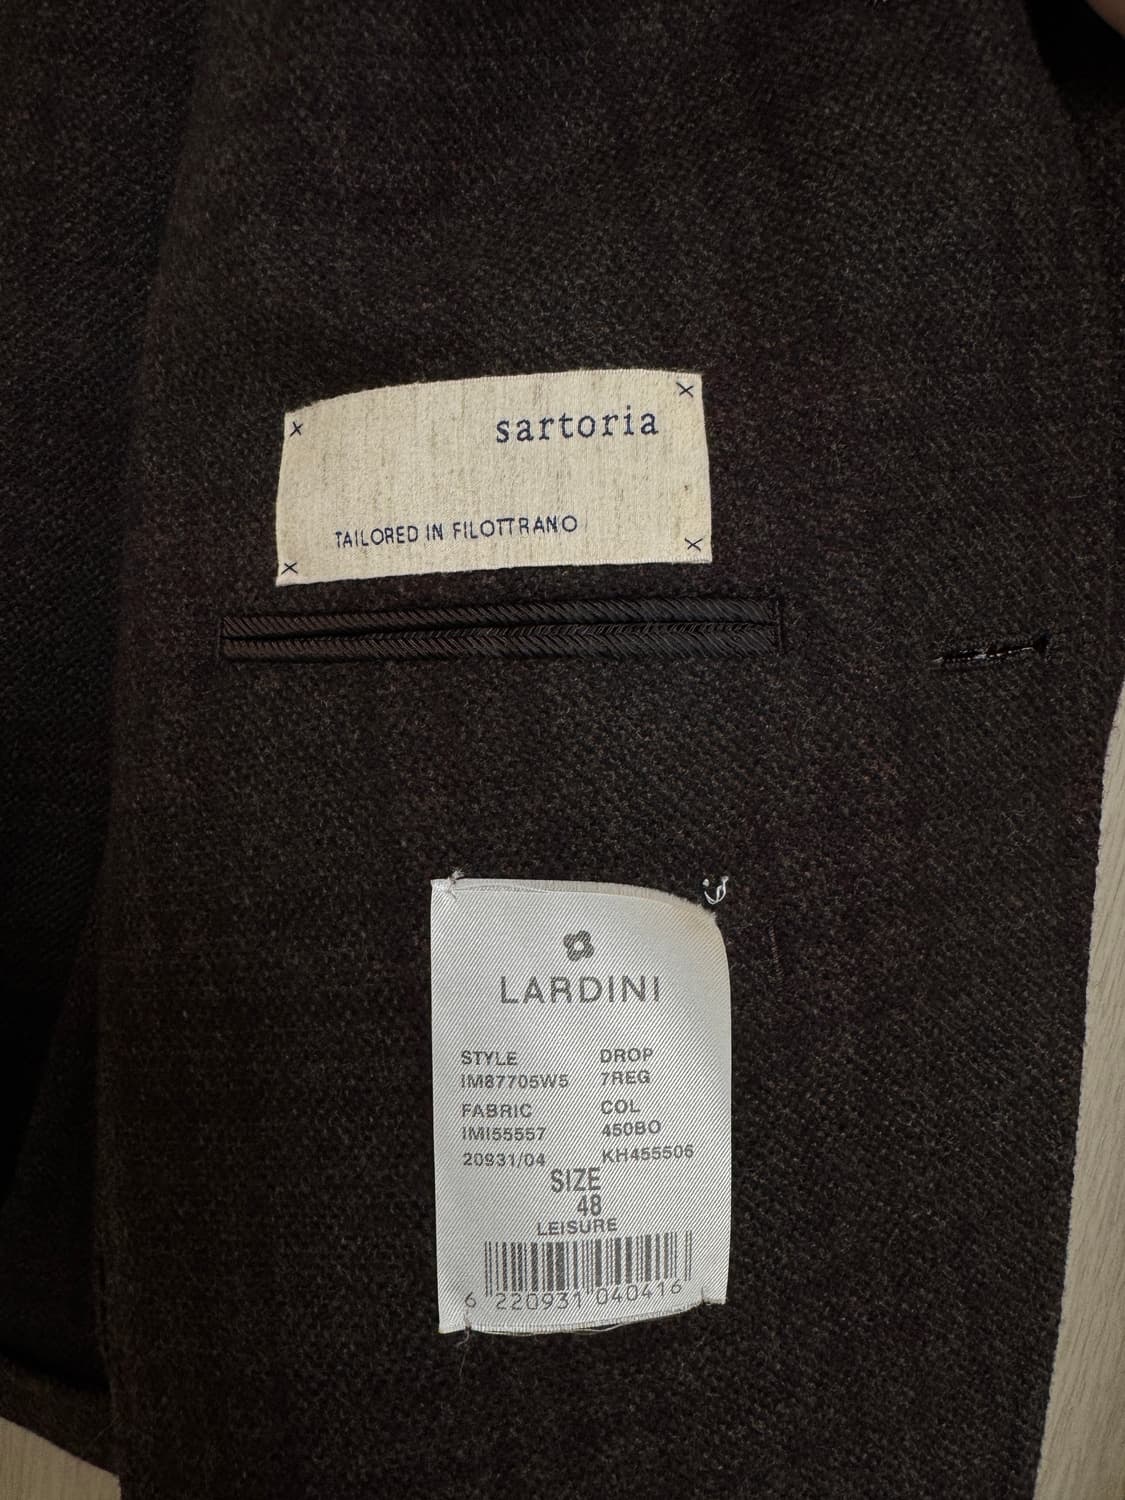 sartoria
TAILORED IN FILOTTRANO
LARDINI
STYLE DROP
IM87705W5 7REG
FABRIC COL
IMI55557 450BO
20931/04 KH455506
SIZE
48
LEISURE
6 220931 040416